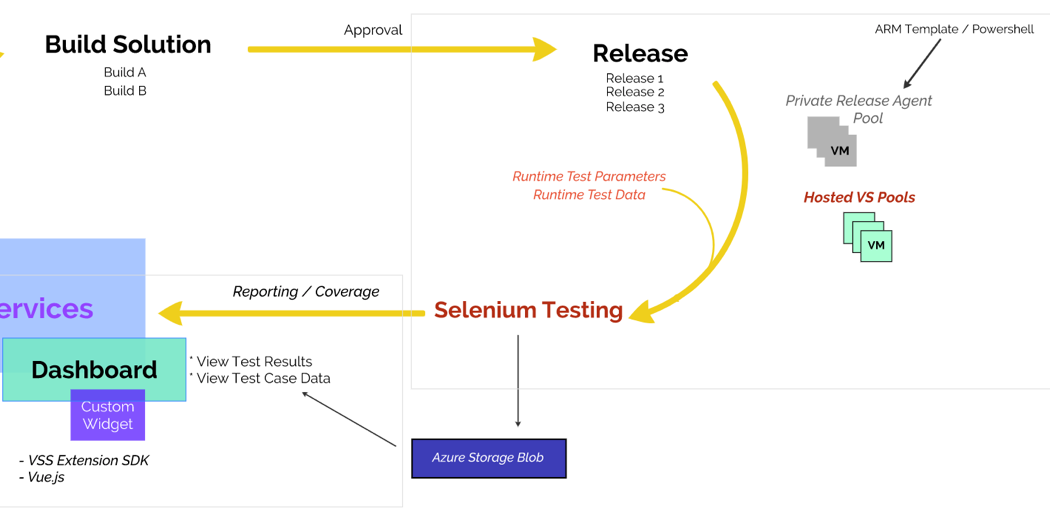 Build Solution
Build A
Build B
Approval
Release
Release 1
Release 2
Release 3
ARM Template / Powershell
Private Release Agent
Pool
VM
Hosted VS Pools
VM
Runtime Test Parameters
Runtime Test Data
Selenium Testing
Reporting / Coverage
ervices
Dashboard
* View Test Results
* View Test Case Data
Custom
Widget
- VSS Extension SDK
- Vue.js
Azure Storage Blob